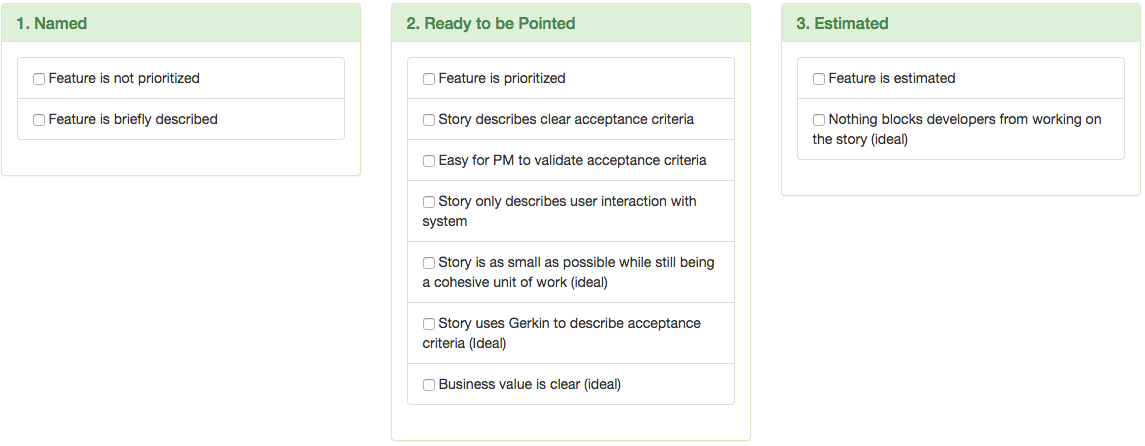 1. Named
Feature is not prioritized
Feature is briefly described
2. Ready to be Pointed
Feature is prioritized
Story describes clear acceptance criteria
Easy for PM to validate acceptance criteria
Story only describes user interaction with
system
Story is as small as possible while still being
a cohesive unit of work (ideal)
Story uses Gerkin to describe acceptance
criteria (Ideal)
Business value is clear (ideal)
3. Estimated
Feature is estimated
Nothing blocks developers from working on
the story (ideal)